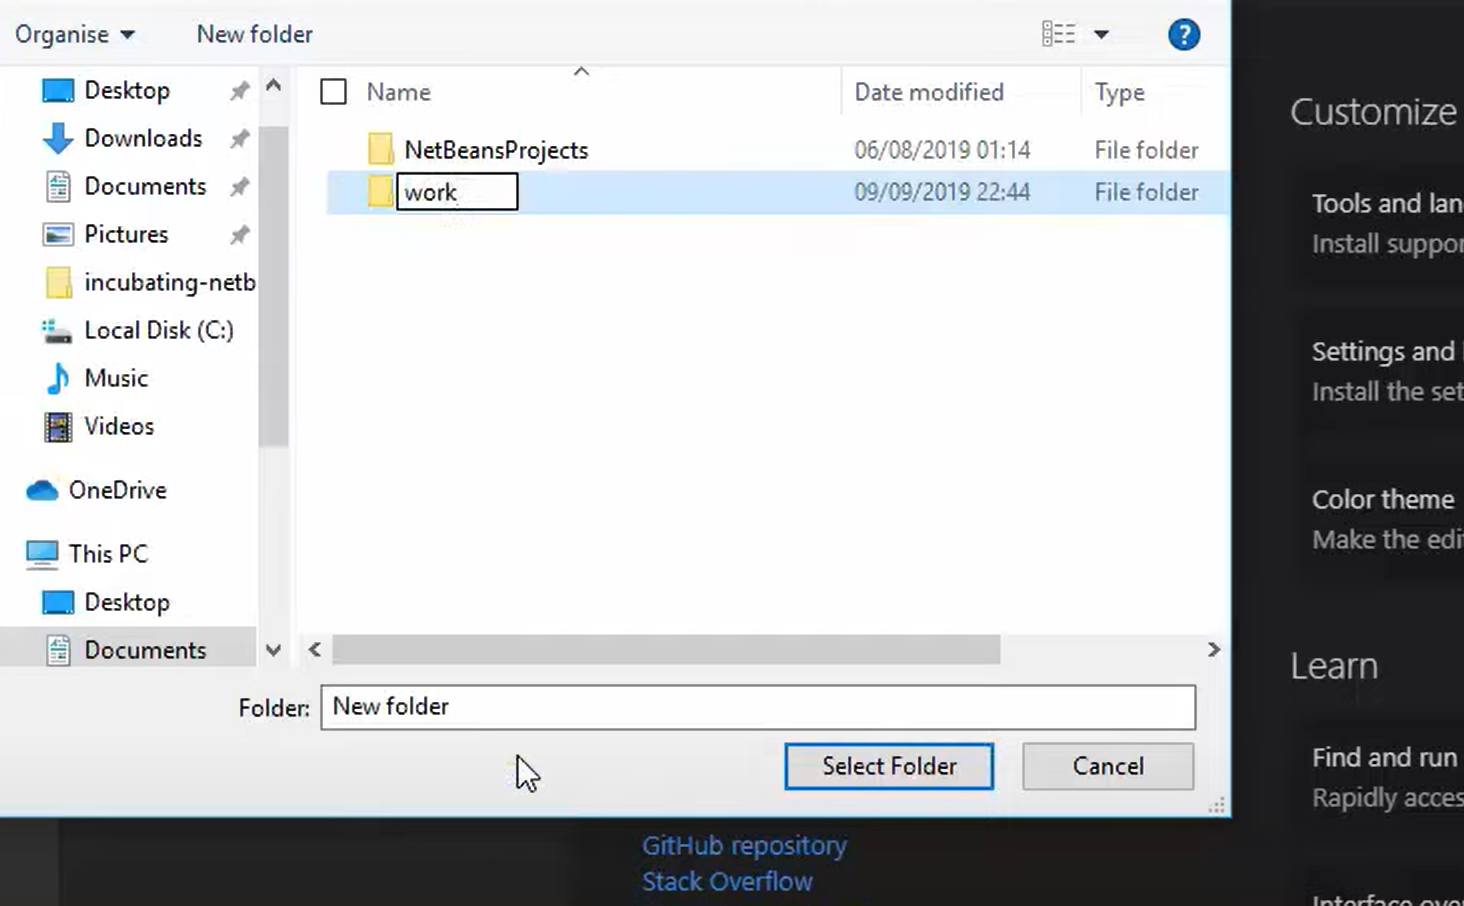 Organise
New folder
?
Desktop
Downloads
Documents
Pictures
incubating-netb
Local Disk (C:)
Music
Videos
OneDrive
This PC
Desktop
Documents
Name
Date modified
Type
NetBeansProjects
06/08/2019 01:14
File folder
work
09/09/2019 22:44
File folder
Folder:
New folder
Select Folder
Cancel
Customize
Tools and lan
Install suppor
Settings and
Install the set
Color theme
Make the edi
Learn
Find and run
Rapidly acces
Interface over
GitHub repository
Stack Overflow